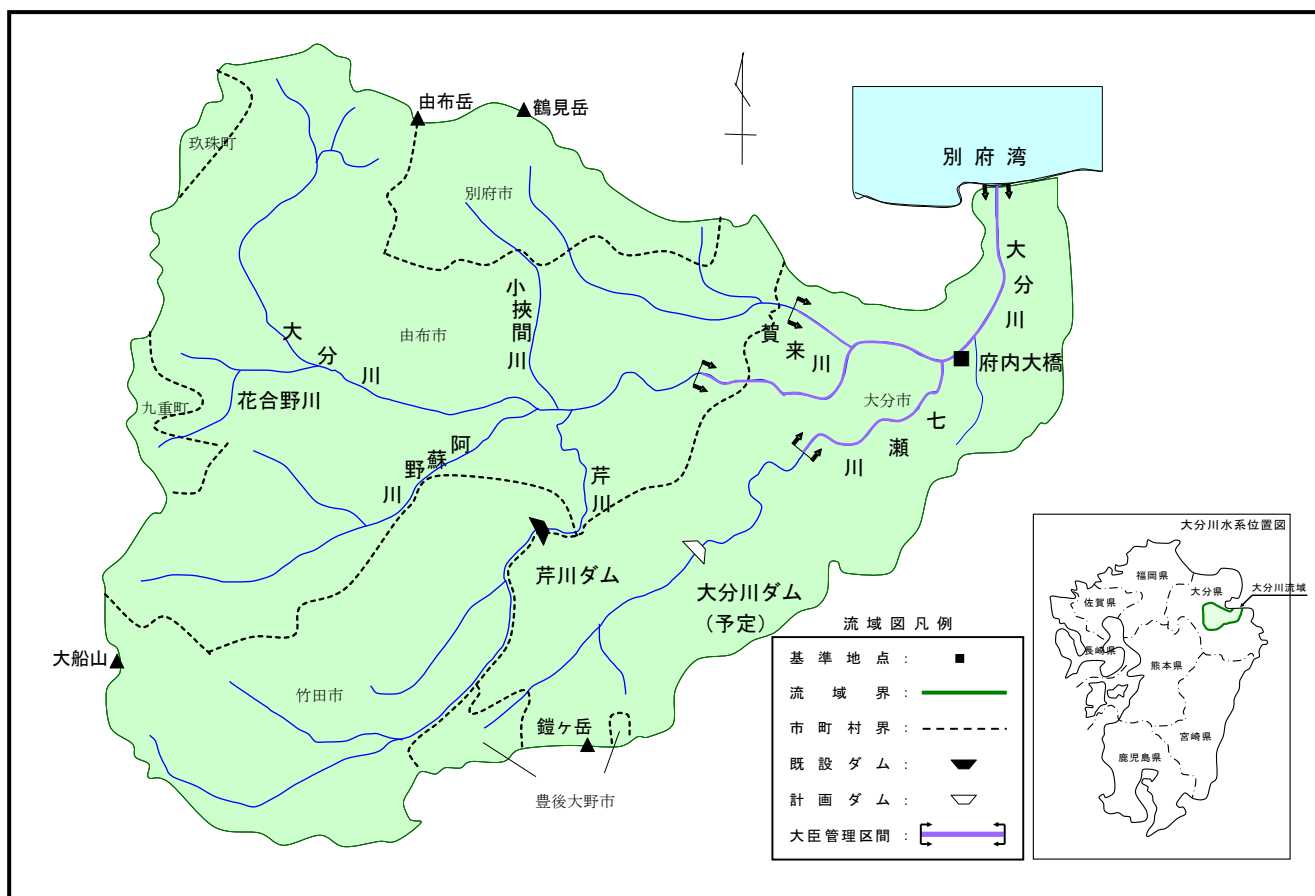 由布岳
鶴見岳
玖珠町
別府市
別府湾
大分川
小挾間川
由布市
大分川
賀来川
府内大橋
花合野川
九重町
大分市
七瀬川
阿蘇野川
芹川
芹川ダム
大分川ダム
(予定)
大船山
竹田市
鎧ヶ岳
豊後大野市
流域図凡例
基準地点:
流域界:
市町村界:
既設ダム:
計画ダム:
大臣管理区間:
大分川水系位置図
福岡県
大分県
大分川流域
佐賀県
長崎県
熊本県
宮崎県
鹿児島県